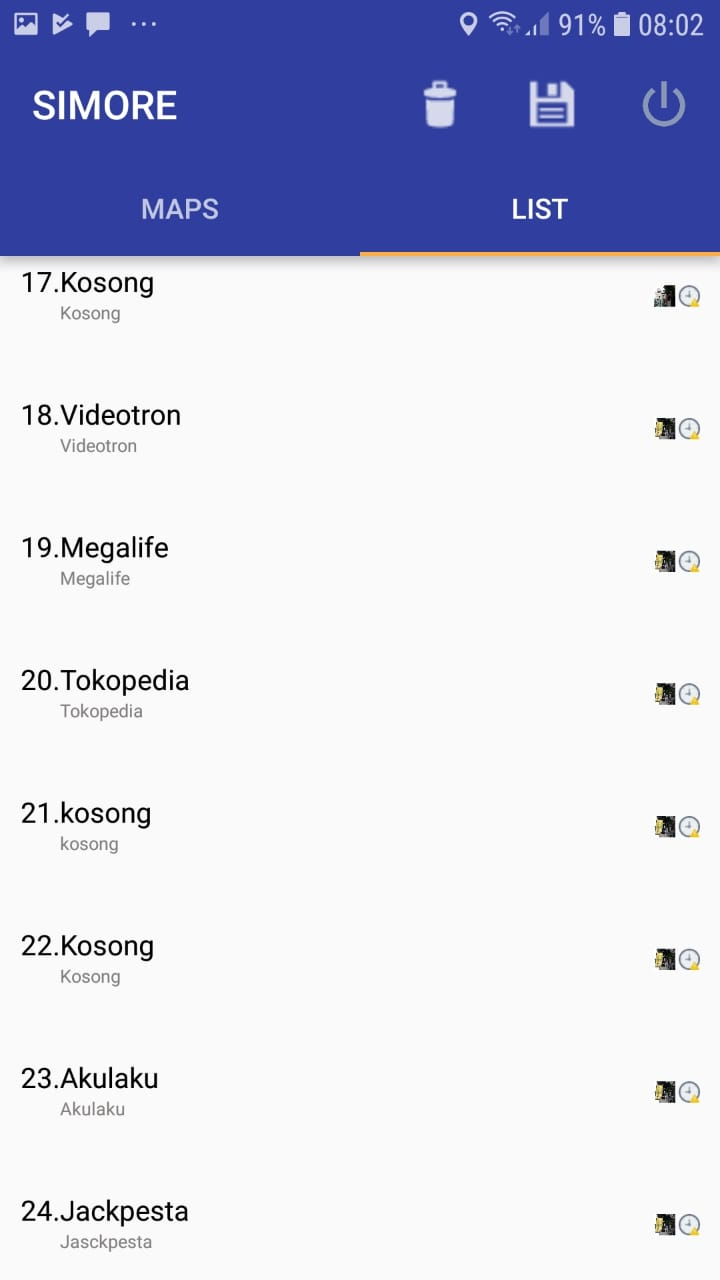 91% 08:02
SIMORE
MAPS LIST
17.Kosong
Kosong
18.Videotron
Videotron
19.Megalife
Megalife
20.Tokopedia
Tokopedia
21.kosong
kosong
22.Kosong
Kosong
23.Akulaku
Akulaku
24.Jackpesta
Jasckpesta